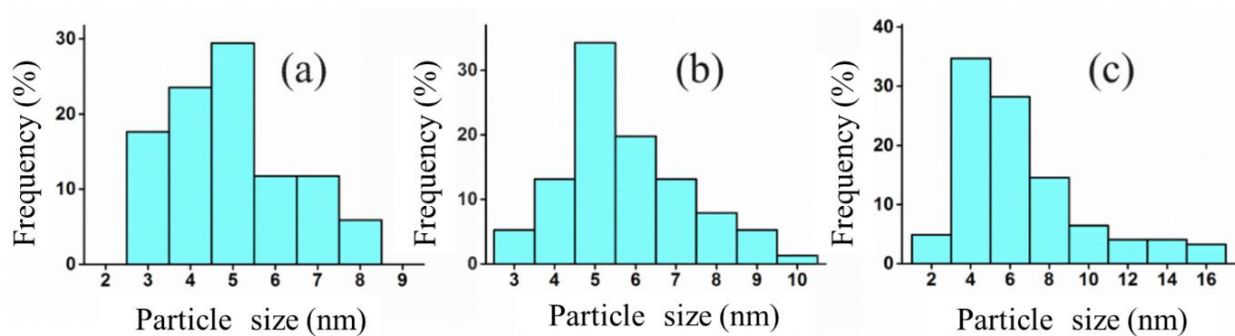 Frequency (%)
30
20
10
0
(a)
2 3 4 5 6 7 8 9
Particle size (nm)
Frequency (%)
30
20
10
0
(b)
3 4 5 6 7 8 9 10
Particle size (nm)
Frequency (%)
40
30
20
10
0
(c)
2 4 6 8 10 12 14 16
Particle size (nm)